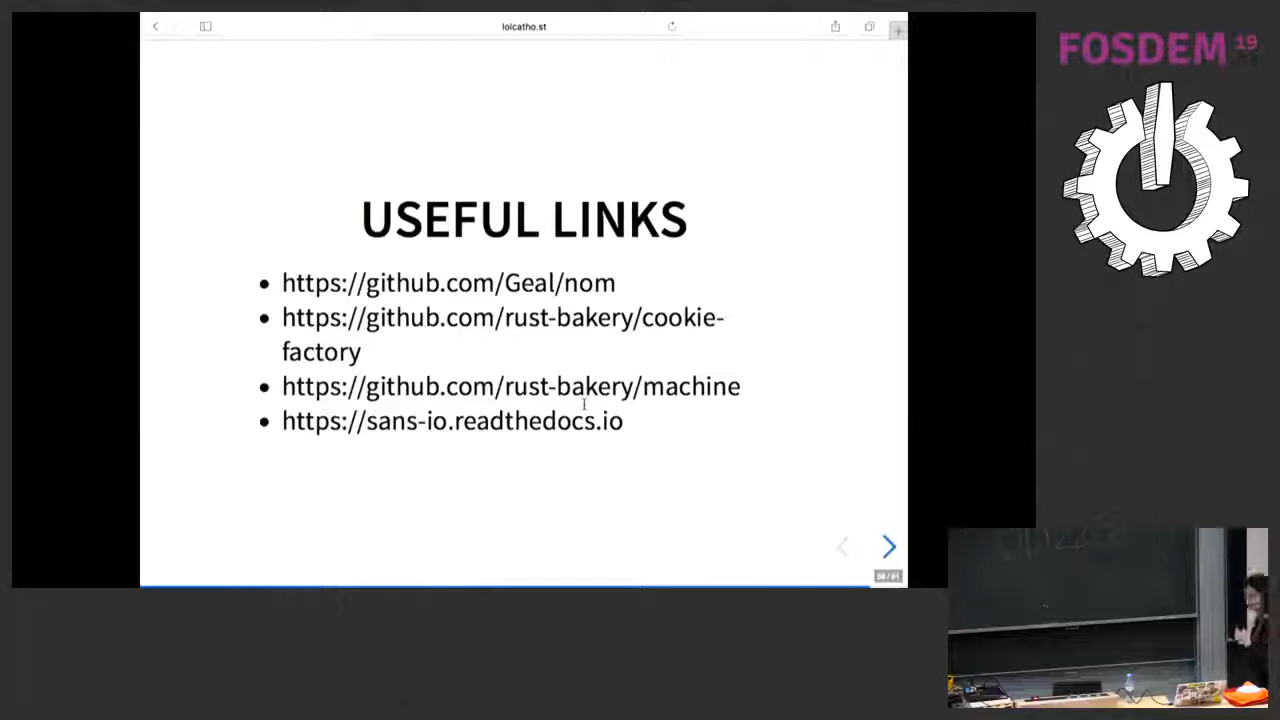 loicatho.st
FOSDEM 19
USEFUL LINKS
• https://github.com/Geal/nom
• https://github.com/rust-bakery/cookie-
factory
• https://github.com/rust-bakery/machine
• https://sans-io.readthedocs.io